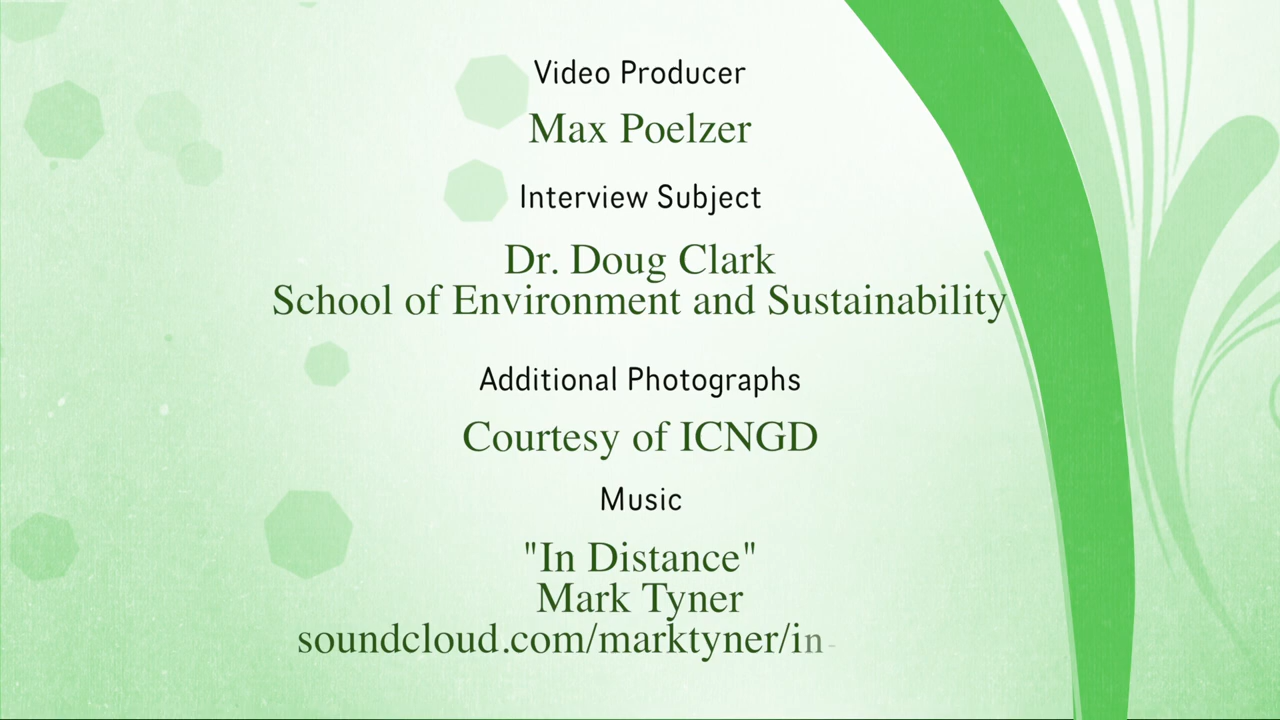 Video Producer
Max Poelzer
Interview Subject
Dr. Doug Clark
School of Environment and Sustainability
Additional Photographs
Courtesy of ICNGD
Music
"In Distance"
Mark Tyner
soundcloud.com/marktyner/in-